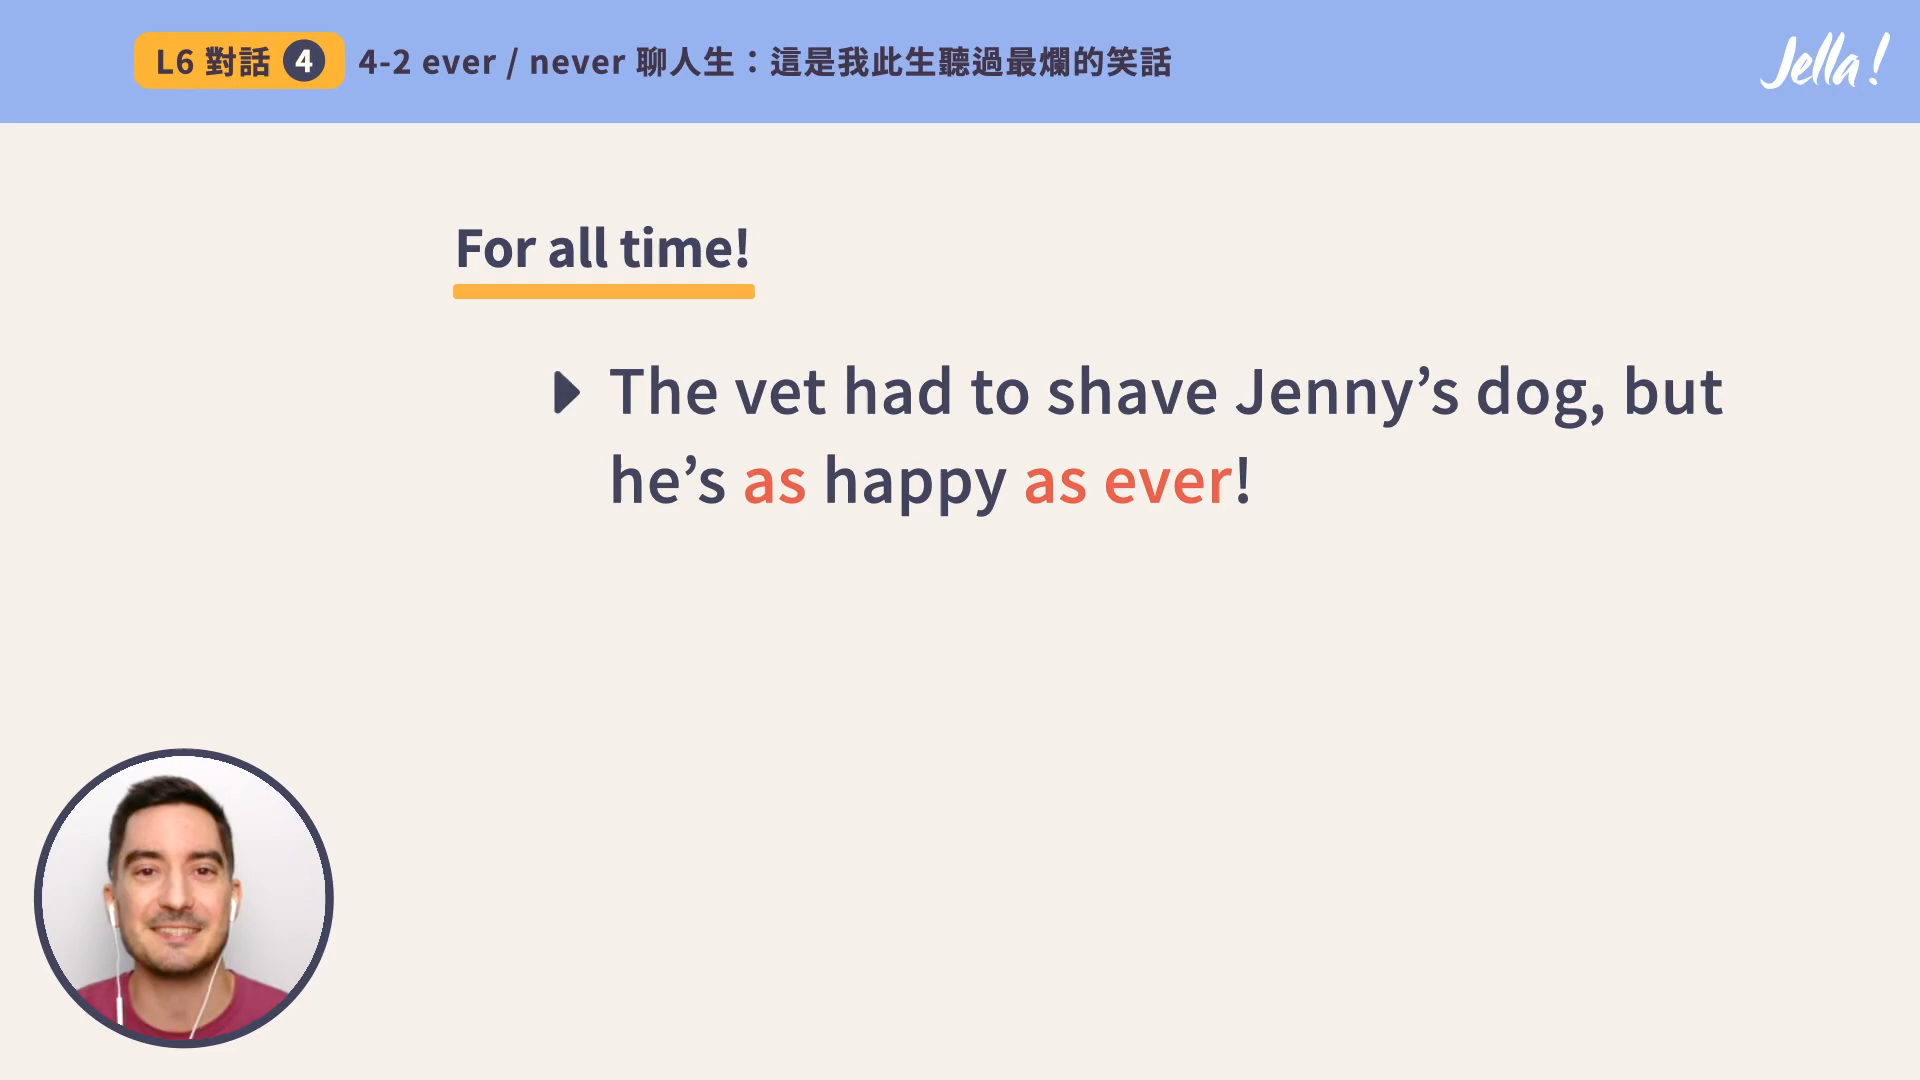 L6 對話 4 4-2 ever / never 聊人生：這是我此生聽過最爛的笑話
Jella!
For all time!
The vet had to shave Jenny’s dog, but
he’s as happy as ever!